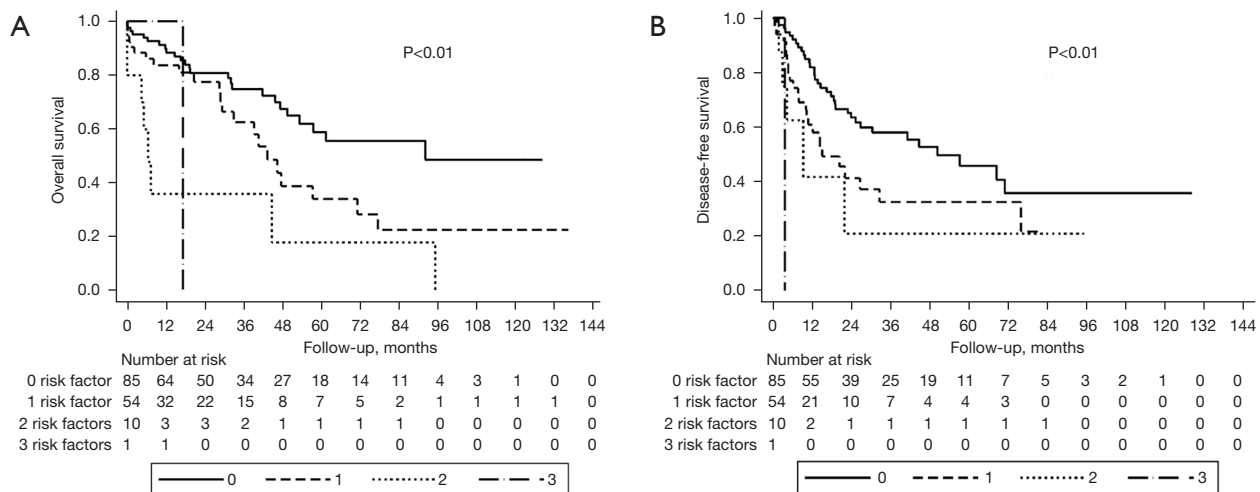 A
P<0.01
Overall survival
1.0
0.8
0.6
0.4
0.2
0.0
0 12 24 36 48 60 72 84 96 108 120 132 144
Follow-up, months
Number at risk
0 risk factor 85 64 50 34 27 18 14 11 4 3 1 0 0
1 risk factor 54 32 22 15 8 7 5 2 1 1 1 1 0
2 risk factors 10 3 3 2 1 1 1 1 0 0 0 0 0
3 risk factors 1 1 0 0 0 0 0 0 0 0 0 0 0
0 1 2 3
B
P<0.01
Disease-free survival
1.0
0.8
0.6
0.4
0.2
0.0
0 12 24 36 48 60 72 84 96 108 120 132 144
Follow-up, months
Number at risk
0 risk factor 85 55 39 25 19 11 7 5 3 2 1 0 0
1 risk factor 54 21 10 7 4 4 3 0 0 0 0 0 0
2 risk factors 10 2 1 1 1 1 1 1 0 0 0 0 0
3 risk factors 1 0 0 0 0 0 0 0 0 0 0 0 0
0 1 2 3